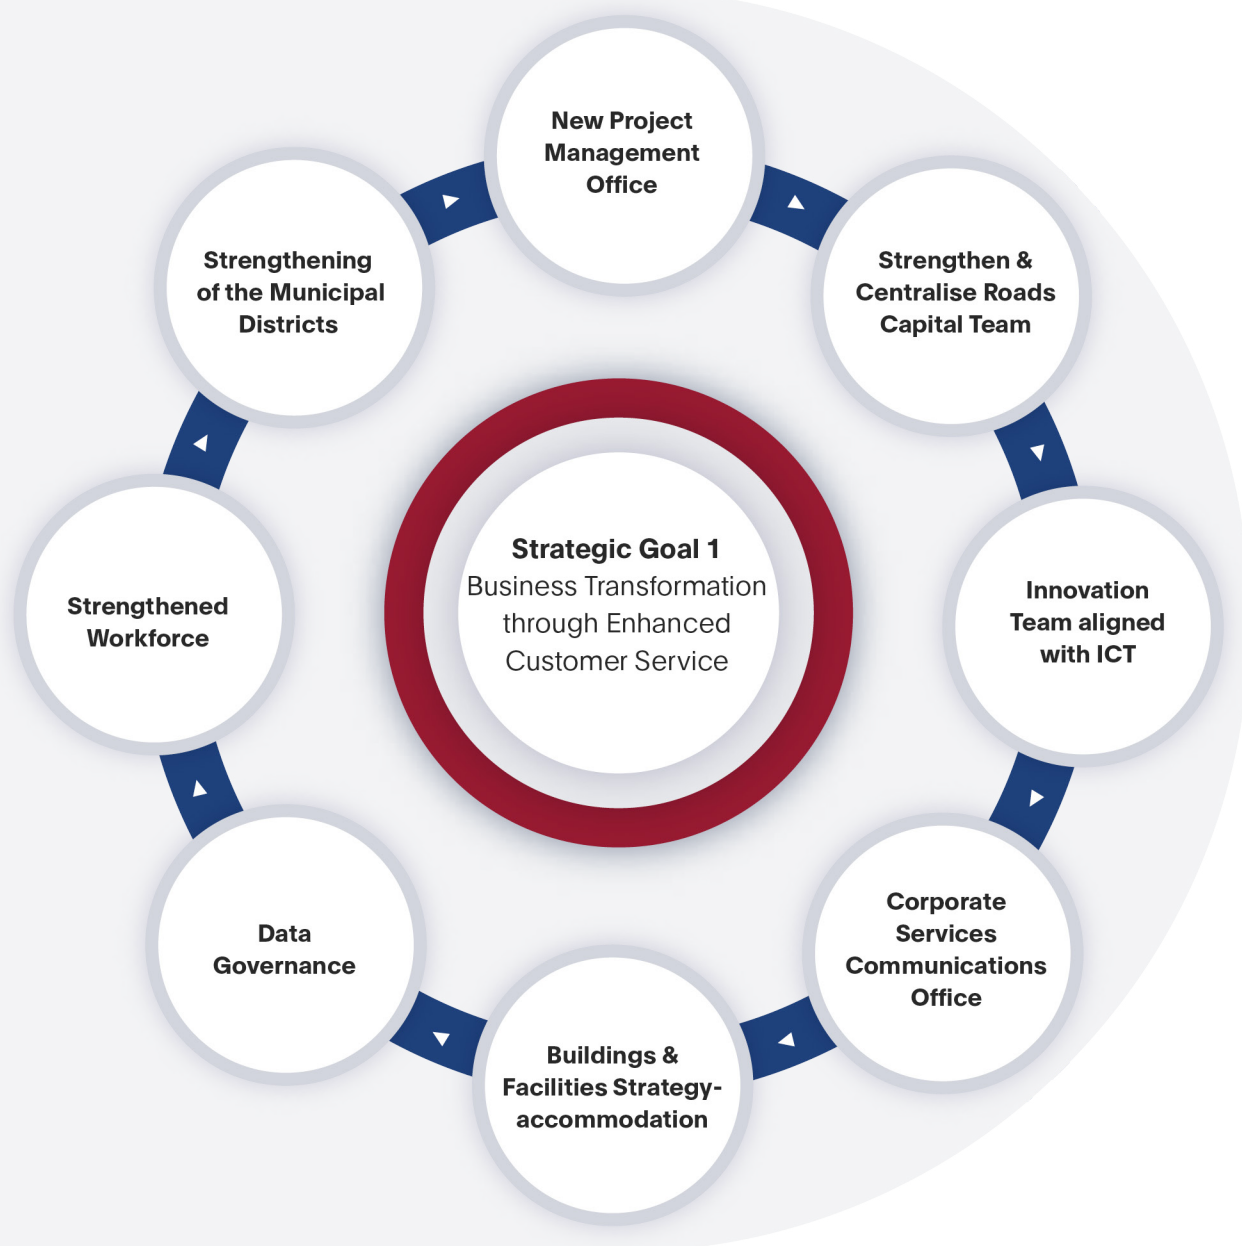 New Project
Management
Office
Strengthen &
Centralise Roads
Capital Team
Innovation
Team aligned
with ICT
Corporate
Services
Communications
Office
Buildings &
Facilities Strategy-
accommodation
Data
Governance
Strengthened
Workforce
Strengthening
of the Municipal
Districts
Strategic Goal 1
Business Transformation
through Enhanced
Customer Service